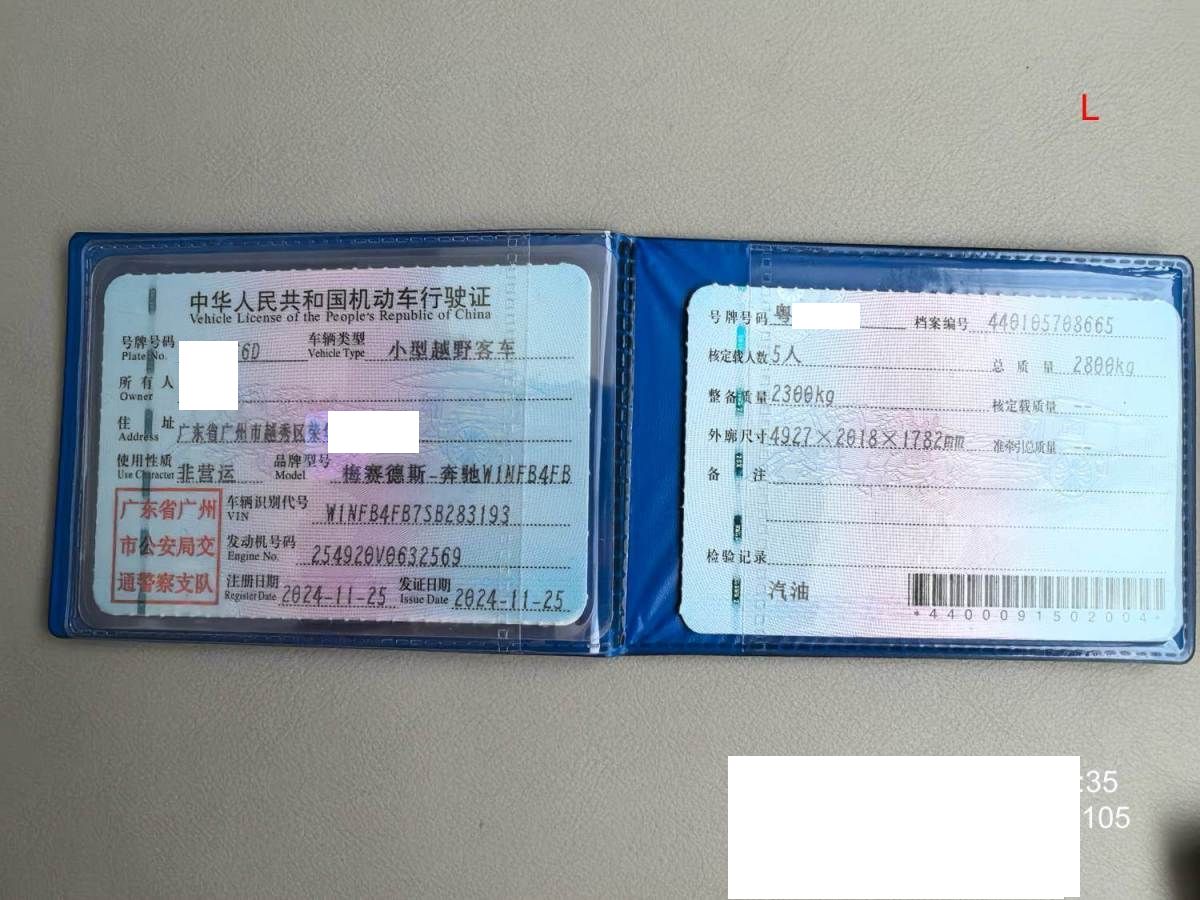 L
中华人民共和国机动车行驶证
Vehicle License of the People's Republic of China
号牌号码 6D 车辆类型 小型越野客车
Plate No. Vehicle Type
所有人
Owner
住址 广东省广州市越秀区
Address
使用性质 非营运 品牌型号 梅赛德斯-奔驰W1NFB4FB
Use Character Model
广东省广州
市公安局交
通警察支队
车辆识别代号 W1NFB4FB7SB283193
VIN
发动机号码 254920V0632569
Engine No.
注册日期 2024-11-25 发证日期 2024-11-25
Register Date Issue Date
号牌号码 粤 档案编号 440105708665
核定载人数 5人 总质量 2800kg
整备质量 2300kg 核定载质量 --
外廓尺寸 4927×2018×1782mm 准牵引总质量 --
备注
检验记录
汽油
*4400091502004*
:35
105